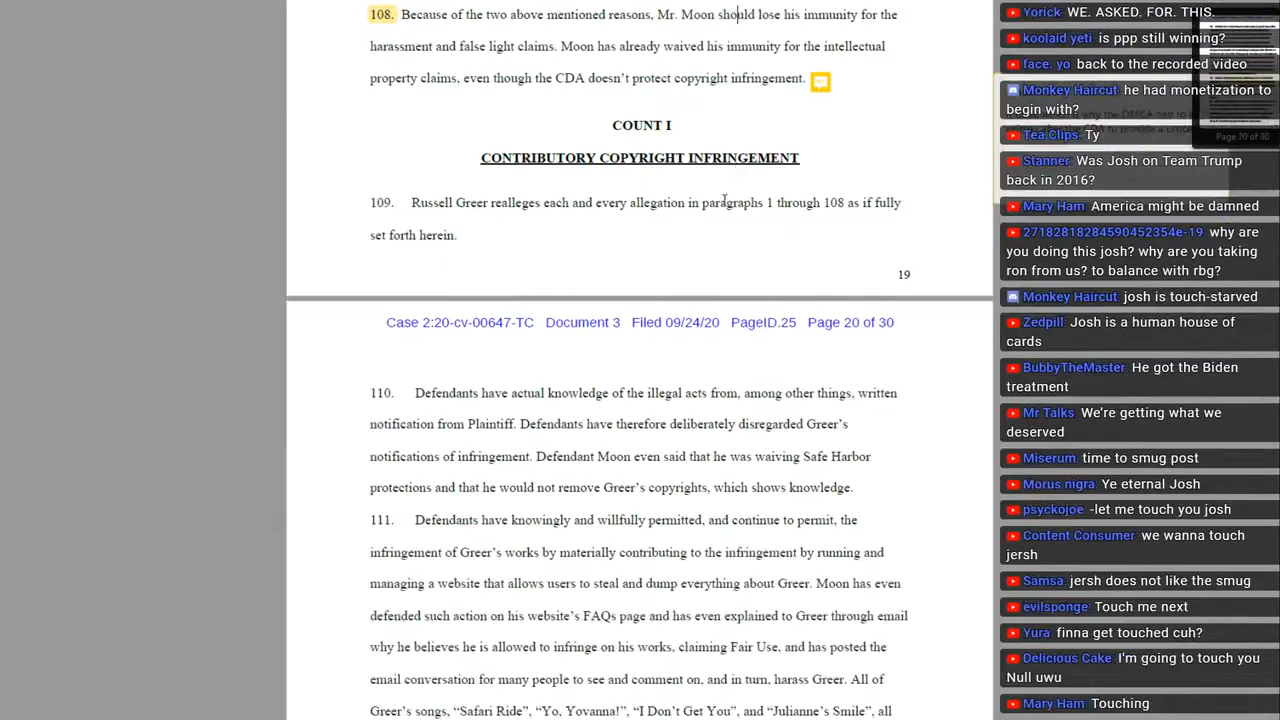 108. Because of the two above mentioned reasons, Mr. Moon should lose his immunity for the
harassment and false light claims. Moon has already waived his immunity for the intellectual
property claims, even though the CDA doesn't protect copyright infringement.
COUNT I
CONTRIBUTORY COPYRIGHT INFRINGEMENT
109. Russell Greer realleges each and every allegation in paragraphs 1 through 108 as if fully
set forth herein.
19
Case 2:20-cv-00647-TC Document 3 Filed 09/24/20 PageID.25 Page 20 of 30
110. Defendants have actual knowledge of the illegal acts from, among other things, written
notification from Plaintiff. Defendants have therefore deliberately disregarded Greer's
notifications of infringement. Defendant Moon even said that he was waiving Safe Harbor
protections and that he would not remove Greer's copyrights, which shows knowledge.
111. Defendants have knowingly and willfully permitted, and continue to permit, the
infringement of Greer's works by materially contributing to the infringement by running and
managing a website that allows users to steal and dump everything about Greer. Moon has even
defended such action on his website's FAQs page and has even explained to Greer through email
why he believes he is allowed to infringe on his works, claiming Fair Use, and has posted the
email conversation for many people to see and comment on, and in turn, harass Greer. All of
Greer's songs, "Safari Ride", "Yo, Yovanna!", "I Don't Get You", and "Julianne's Smile", all
Yorick WE. ASKED. FOR. THIS.
koolaid yeti is ppp still winning?
face. yo back to the recorded video
Monkey Haircut he had monetization to
begin with?
Page 20 of 30
Tea Clips Ty
Stanner Was Josh on Team Trump
back in 2016?
Mary Ham America might be damned
2718281828459045235​4e-19 why are
you doing this josh? why are you taking
ron from us? to balance with rbg?
Monkey Haircut josh is touch-starved
Zedpill Josh is a human house of
cards
BubbyTheMaster He got the Biden
treatment
Mr Talks We're getting what we
deserved
Miserum time to smug post
Morus nigra Ye eternal Josh
psyckojoe -let me touch you josh
Content Consumer we wanna touch
jersh
Samsa jersh does not like the smug
evilsponge Touch me next
Yura finna get touched cuh?
Delicious Cake I'm going to touch you
Null uwu
Mary Ham Touching